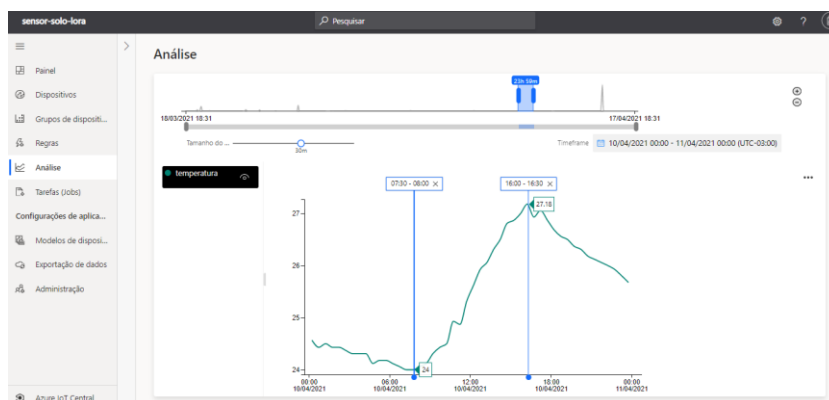 sensor-solo-lora
Pesquisar
?
Análise
Painel
Dispositivos
Grupos de dispositi...
Regras
Análise
Tarefas (Jobs)
Configurações de aplica...
Modelos de disposi...
Exportação de dados
Administração
Azure IoT Central
23h 59m
18/03/2021 18:31
17/04/2021 18:31
Tamanho do ...
30m
Timeframe
10/04/2021 00:00 - 11/04/2021 00:00 (UTC-03:00)
temperatura
07:30 - 08:00 ×
16:00 - 16:30 ×
27.18
27
26
25
24
24
00:00
10/04/2021
06:00
10/04/2021
12:00
10/04/2021
18:00
10/04/2021
00:00
11/04/2021